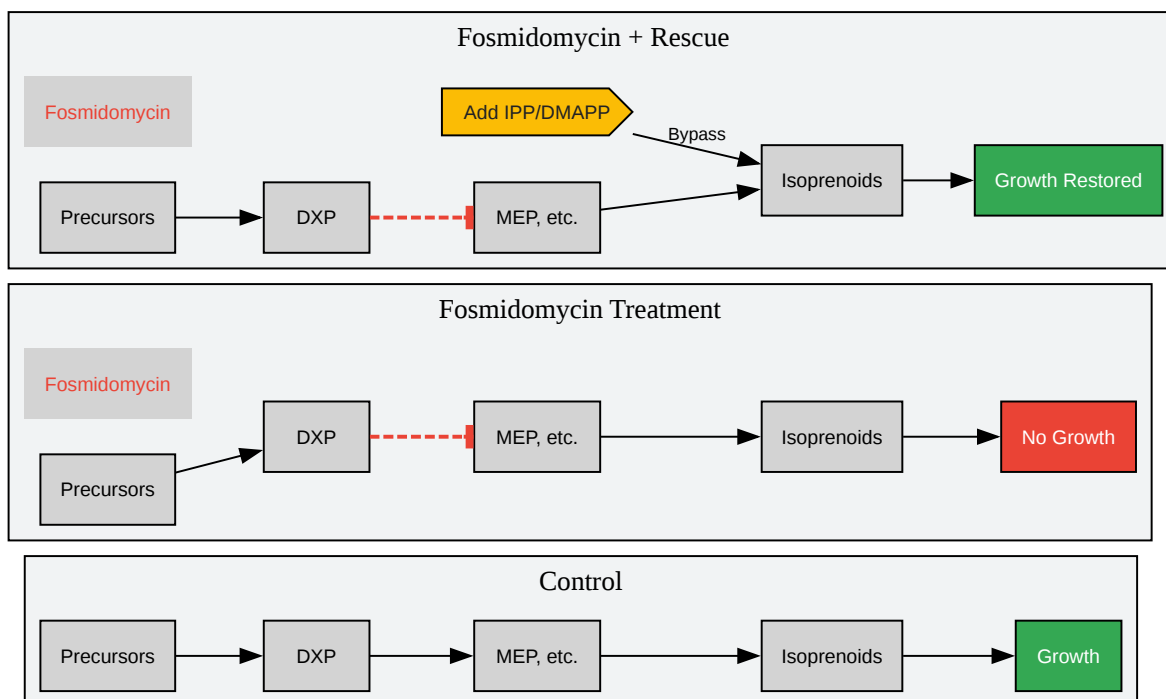 Fosmidomycin + Rescue
Fosmidomycin
Add IPP/DMAPP
Bypass
Precursors
DXP
MEP, etc.
Isoprenoids
Growth Restored
Fosmidomycin Treatment
Fosmidomycin
Precursors
DXP
MEP, etc.
Isoprenoids
No Growth
Control
Precursors
DXP
MEP, etc.
Isoprenoids
Growth